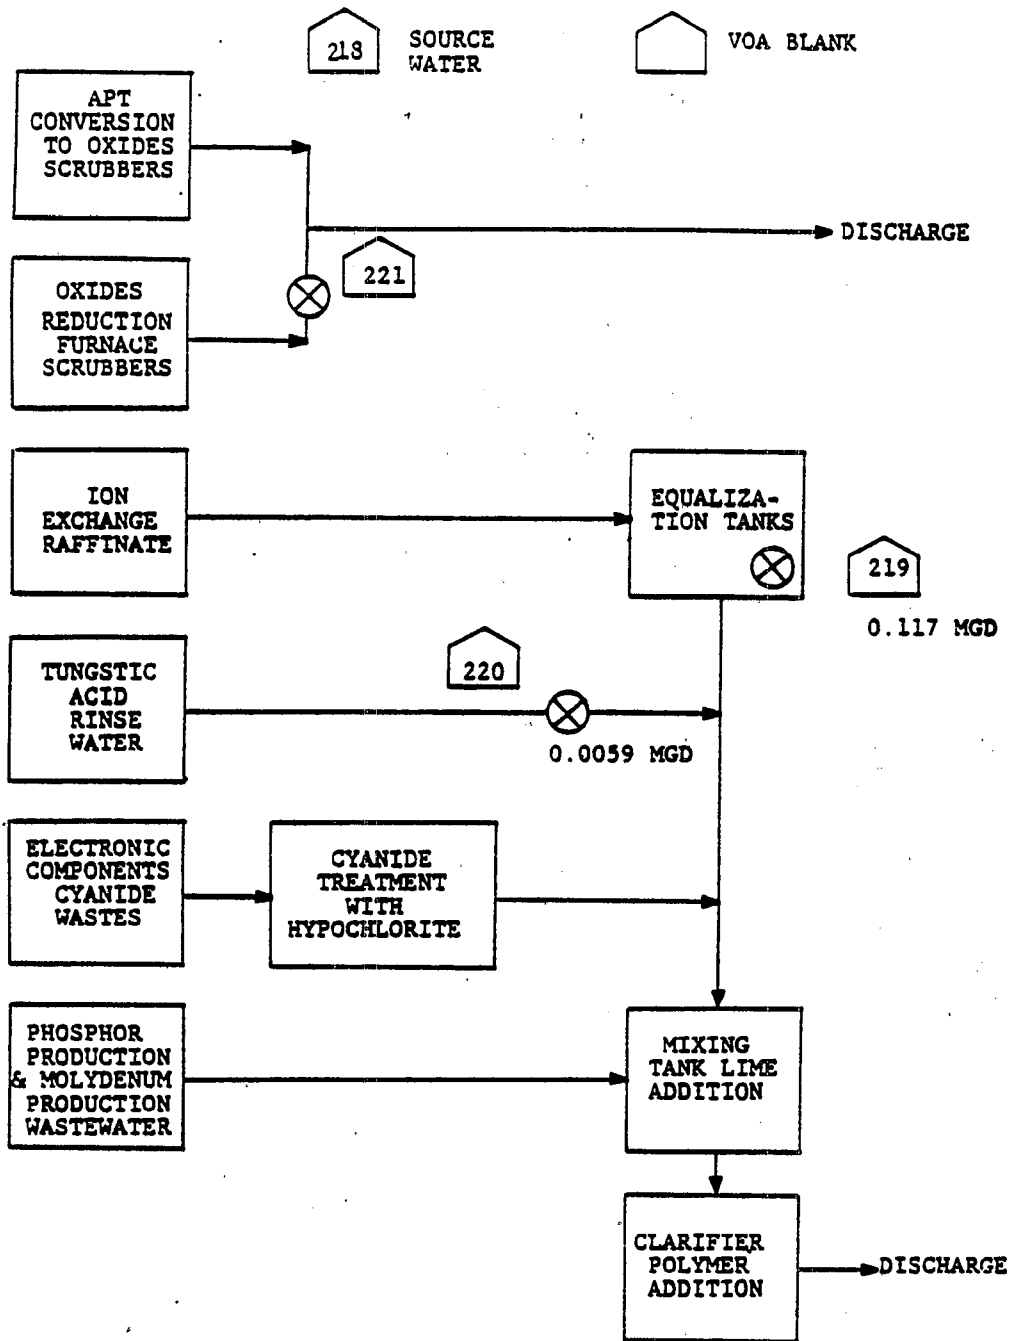 218
SOURCE
WATER
VOA BLANK
APT
CONVERSION
TO OXIDES
SCRUBBERS
DISCHARGE
221
OXIDES
REDUCTION
FURNACE
SCRUBBERS
ION
EXCHANGE
RAFFINATE
EQUALIZA-
TION TANKS
219
0.117 MGD
TUNGSTIC
ACID
RINSE
WATER
220
0.0059 MGD
ELECTRONIC
COMPONENTS
CYANIDE
WASTES
CYANIDE
TREATMENT
WITH
HYPOCHLORITE
PHOSPHOR
PRODUCTION
& MOLYDENUM
PRODUCTION
WASTEWATER
MIXING
TANK LIME
ADDITION
CLARIFIER
POLYMER
ADDITION
DISCHARGE